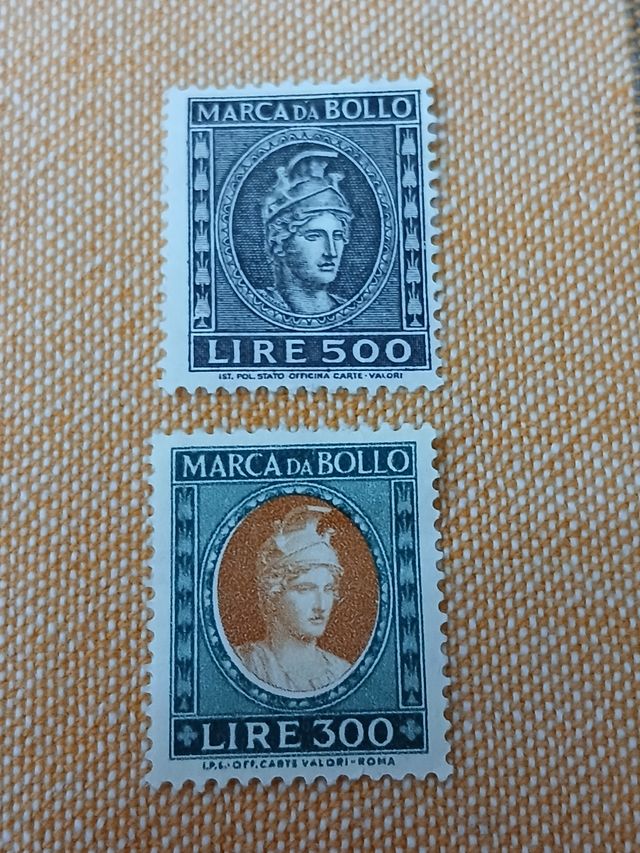 MARCA DA BOLLO
LIRE 500
IST. POL. STATO OFFICINA CARTE-VALORI
MARCA DA BOLLO
LIRE 300
I.P.S.-OFF. CARTE VALORI-ROMA